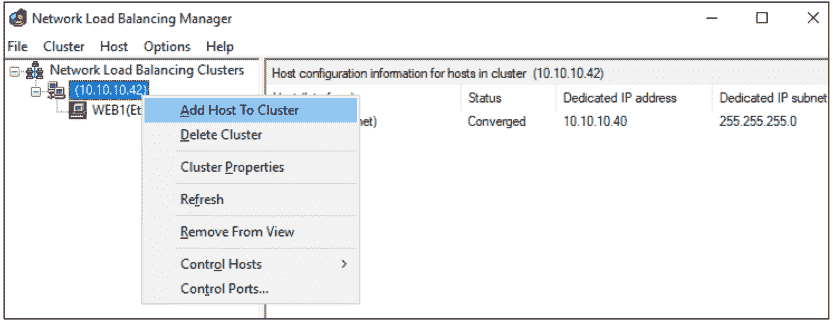 Network Load Balancing Manager
File Cluster Host Options Help
Network Load Balancing Clusters
Host configuration information for hosts in cluster (10.10.10.42)
(10.10.10.42)
Status Dedicated IP address Dedicated IP subnet
WEB1(Et
Converged 10.10.10.40 255.255.255.0
Add Host To Cluster
Delete Cluster
Cluster Properties
Refresh
Remove From View
Control Hosts >
Control Ports...